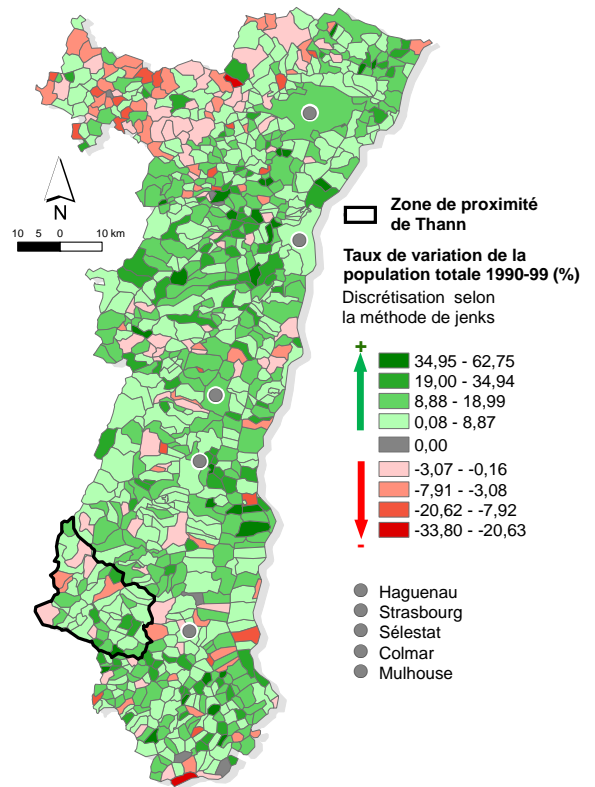 N
10 5 0 10 km
Zone de proximité
de Thann
Taux de variation de la
population totale 1990-99 (%)
Discrétisation selon
la méthode de jenks
+
34,95 - 62,75
19,00 - 34,94
8,88 - 18,99
0,08 - 8,87
0,00
-3,07 - -0,16
-7,91 - -3,08
-20,62 - -7,92
-33,80 - -20,63
-
Haguenau
Strasbourg
Sélestat
Colmar
Mulhouse